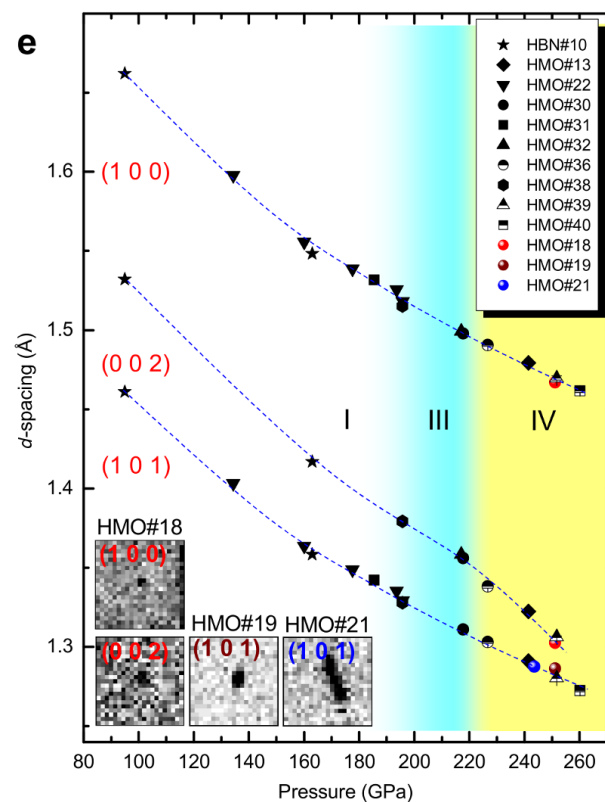 e
HBN#10
HMO#13
HMO#22
HMO#30
HMO#31
HMO#32
HMO#36
HMO#38
HMO#39
HMO#40
HMO#18
HMO#19
HMO#21
1.6
1.5
1.4
1.3
d-spacing (Å)
(1 0 0)
(0 0 2)
(1 0 1)
I
III
IV
HMO#18
(1 0 0)
(0 0 2)
HMO#19
(1 0 1)
HMO#21
(1 0 1)
80 100 120 140 160 180 200 220 240 260
Pressure (GPa)